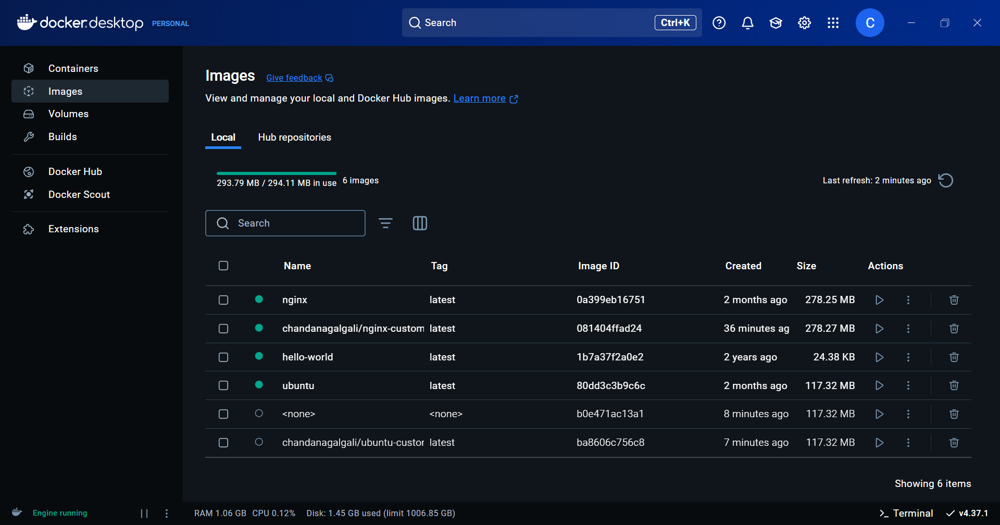 docker.desktop PERSONAL
Search Ctrl+K
C
Containers
Images
Volumes
Builds
Docker Hub
Docker Scout
Extensions
Images Give feedback
View and manage your local and Docker Hub images. Learn more
Local Hub repositories
293.79 MB / 294.11 MB in use 6 images
Last refresh: 2 minutes ago
Search
Name Tag Image ID Created Size Actions
nginx latest 0a399eb16751 2 months ago 278.25 MB
chandanagalgali/nginx-custom latest 081404ffad24 36 minutes ag 278.27 MB
hello-world latest 1b7a37f2a0e2 2 years ago 24.38 KB
ubuntu latest 80dd3c3b9c6c 2 months ago 117.32 MB
<none> <none> b0e471ac13a1 8 minutes ago 117.32 MB
chandanagalgali/ubuntu-custor latest ba8606c756c8 7 minutes ago 117.32 MB
Showing 6 items
Engine running RAM 1.06 GB CPU 0.12% Disk: 1.45 GB used (limit 1006.85 GB) >_ Terminal v4.37.1